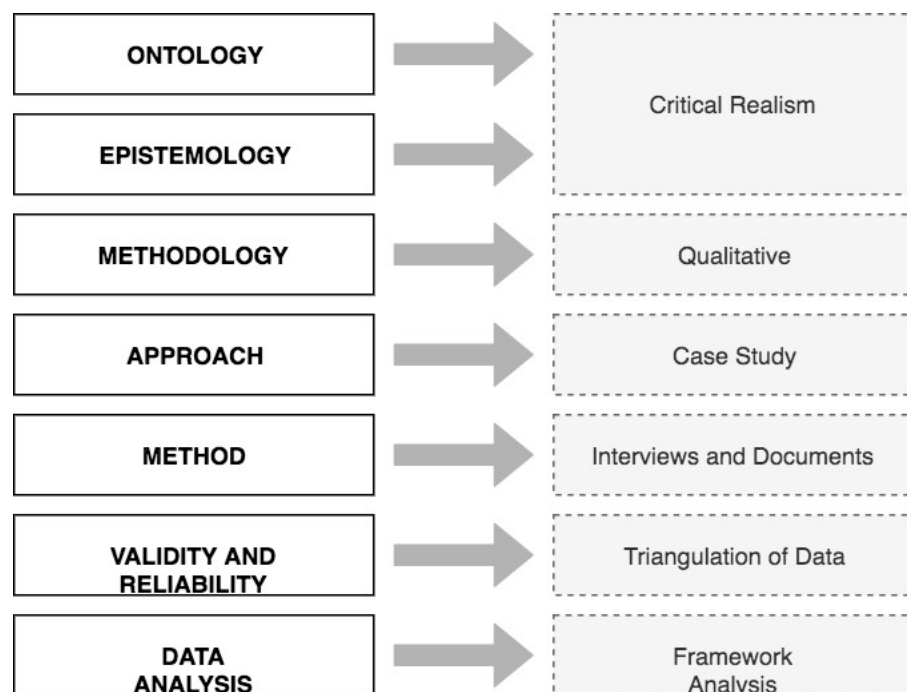 ONTOLOGY
Critical Realism
EPISTEMOLOGY
METHODOLOGY
Qualitative
APPROACH
Case Study
METHOD
Interviews and Documents
VALIDITY AND
RELIABILITY
Triangulation of Data
DATA
ANALYSIS
Framework
Analysis